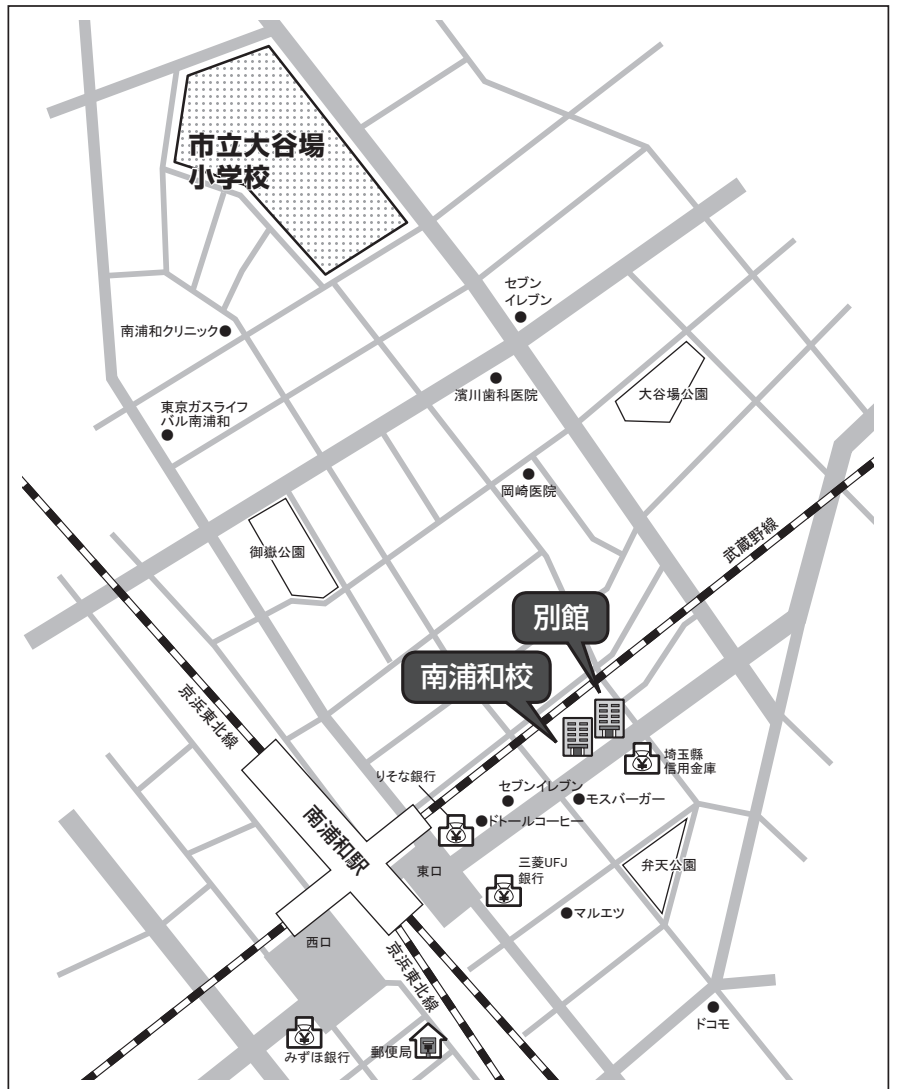 市立大谷場
小学校
セブン
イレブン
南浦和クリニック
濱川歯科医院
大谷場公園
東京ガスライフ
バル南浦和
岡崎医院
御嶽公園
武蔵野線
別館
南浦和校
京浜東北線
埼玉縣
信用金庫
りそな銀行
セブンイレブン
モスバーガー
ドトールコーヒー
南浦和駅
東口
三菱UFJ
銀行
弁天公園
マルエツ
西口
京浜東北線
ドコモ
みずほ銀行
郵便局